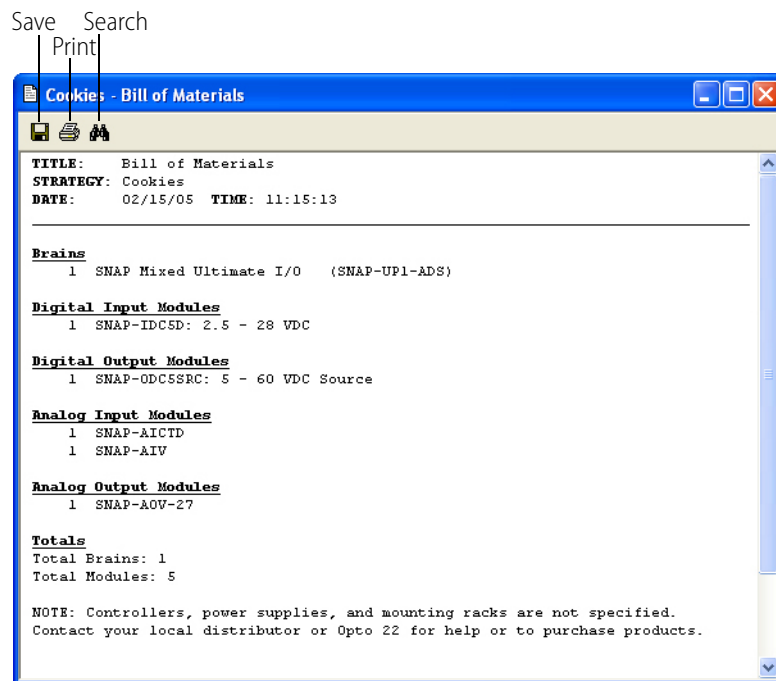 Save Search
Print
Cookies - Bill of Materials
TITLE: Bill of Materials
STRATEGY: Cookies
DATE: 02/15/05 TIME: 11:15:13
Brains
1 SNAP Mixed Ultimate I/O (SNAP-UP1-ADS)
Digital Input Modules
1 SNAP-IDC5D: 2.5 - 28 VDC
Digital Output Modules
1 SNAP-ODC5SRC: 5 - 60 VDC Source
Analog Input Modules
1 SNAP-AICTD
1 SNAP-AIV
Analog Output Modules
1 SNAP-AOV-27
Totals
Total Brains: 1
Total Modules: 5
NOTE: Controllers, power supplies, and mounting racks are not specified.
Contact your local distributor or Opto 22 for help or to purchase products.